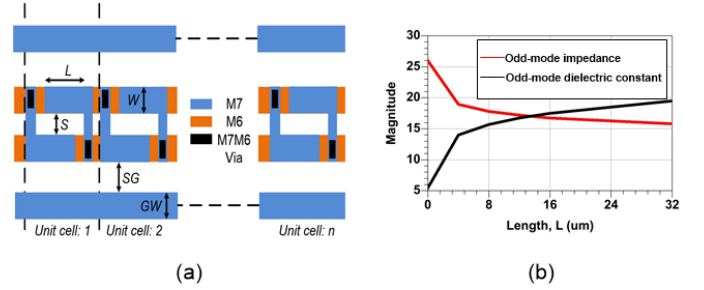 L
W
S
SG
GW
M7
M6
M7M6
Via
Unit cell: 1
Unit cell: 2
Unit cell: n
(a)
30
25
20
15
10
5
Magnitude
Odd-mode impedance
Odd-mode dielectric constant
0 8 16 24 32
Length, L (um)
(b)